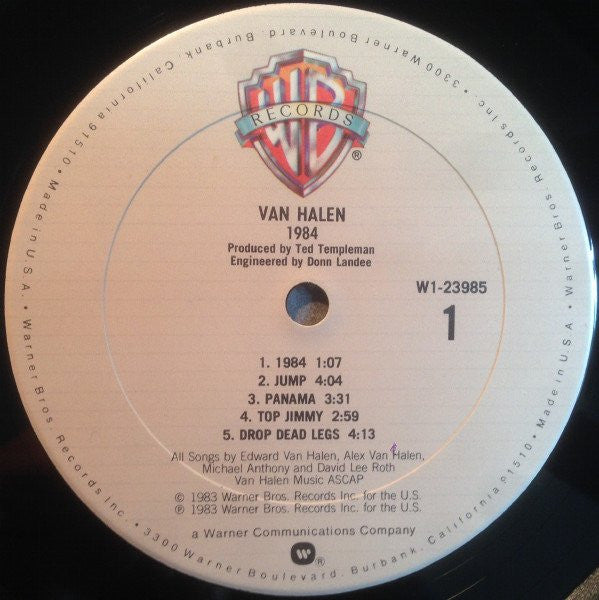 WB
RECORDS
®
VAN HALEN
1984
Produced by Ted Templeman
Engineered by Donn Landee
W1-23985
1
1. 1984 1:07
2. JUMP 4:04
3. PANAMA 3:31
4. TOP JIMMY 2:59
5. DROP DEAD LEGS 4:13
All Songs by Edward Van Halen, Alex Van Halen,
Michael Anthony and David Lee Roth
Van Halen Music ASCAP
© 1983 Warner Bros. Records Inc. for the U.S.
℗ 1983 Warner Bros. Records Inc. for the U.S.
a Warner Communications Company
®
Warner Bros. Records Inc. • 3300 Warner Boulevard, Burbank, California 91510 • Made in U.S.A. • Warner Bros. Records Inc. • 3300 Warner Boulevard, Burbank, California 91510 • Made in U.S.A. •